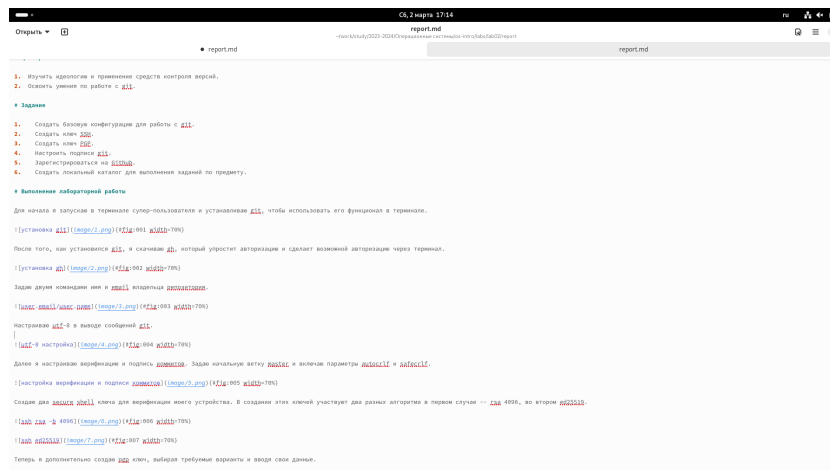 Сб, 2 марта 17:14
ru
Открыть
report.md
~/work/study/2023-2024/Операционные системы/os-intro/labs/lab02/report
● report.md
report.md
1. Изучить идеологию и применение средств контроля версий.
2. Освоить умения по работе с git.
# Задание
1. Создать базовую конфигурацию для работы с git.
2. Создать ключ SSH.
3. Создать ключ PGP.
4. Настроить подписи git.
5. Зарегистрироваться на Github.
6. Создать локальный каталог для выполнения заданий по предмету.
# Выполнение лабораторной работы
Для начала я запускаю в терминале супер-пользователя и устанавливаю git, чтобы использовать его функционал в терминале.
![установка git](image/1.png){#fig:001 width=70%}
После того, как установился git, я скачиваю gh, который упростит авторизацию и сделает возможной авторизацию через терминал.
![установка gh](image/2.png){#fig:002 width=70%}
Задаю двумя командами имя и email владельца репозитория.
![user.email/user.name](image/3.png){#fig:003 width=70%}
Настраиваю utf-8 в выводе сообщений git.
![utf-8 настройка](image/4.png){#fig:004 width=70%}
Далее я настраиваю верификацию и подпись коммитов. Задаю начальную ветку master и включаю параметры autocrlf и safecrlf.
![настройка верификации и подписи коммитов](image/5.png){#fig:005 width=70%}
Создаю два secure shell ключа для верификации моего устройства. В создании этих ключей участвуют два разных алгоритма в первом случае -- rsa 4096, во втором ed25519.
![ssh rsa -b 4096](image/6.png){#fig:006 width=70%}
![ssh ed25519](image/7.png){#fig:007 width=70%}
Теперь я дополнительно создаю pgp ключ, выбирая требуемые варианты и вводя свои данные.